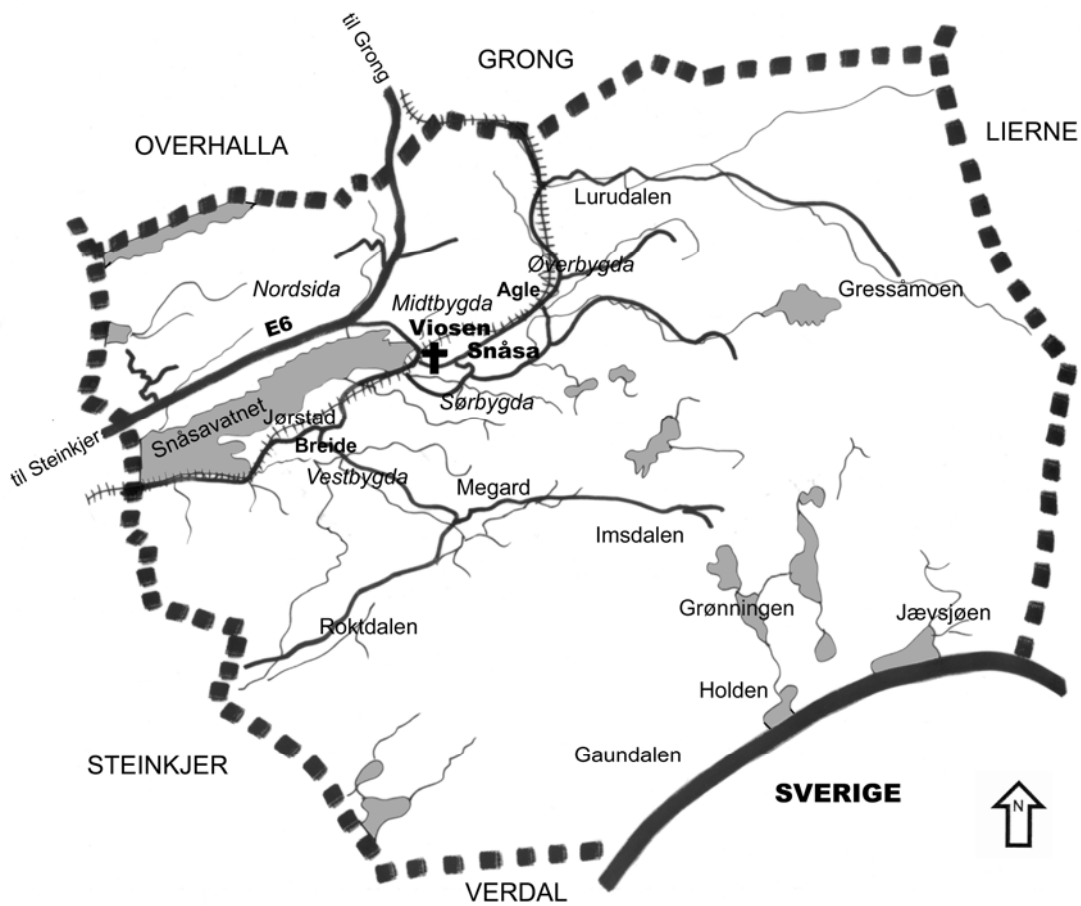 til Grong
GRONG
OVERHALLA
LIERNE
Lurudalen
Øverbygda
Nordsida
Agle
Gressåmoen
Midtbygda
E6
Viosen
Snåsa
Sørbygda
Jørstad
Snåsavatnet
til Steinkjer
Breide
Vestbygda
Megard
Imsdalen
Grønningen
Jævsjøen
Roktdalen
Holden
Gaundalen
STEINKJER
SVERIGE
N
VERDAL